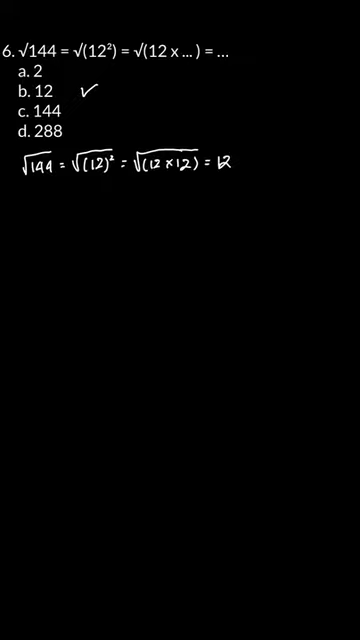 6. √144 = √(12²) = √(12 x ... ) = ...
a. 2
b. 12 ✓
c. 144
d. 288
√144 = √(12)² = √(12 × 12) = 12